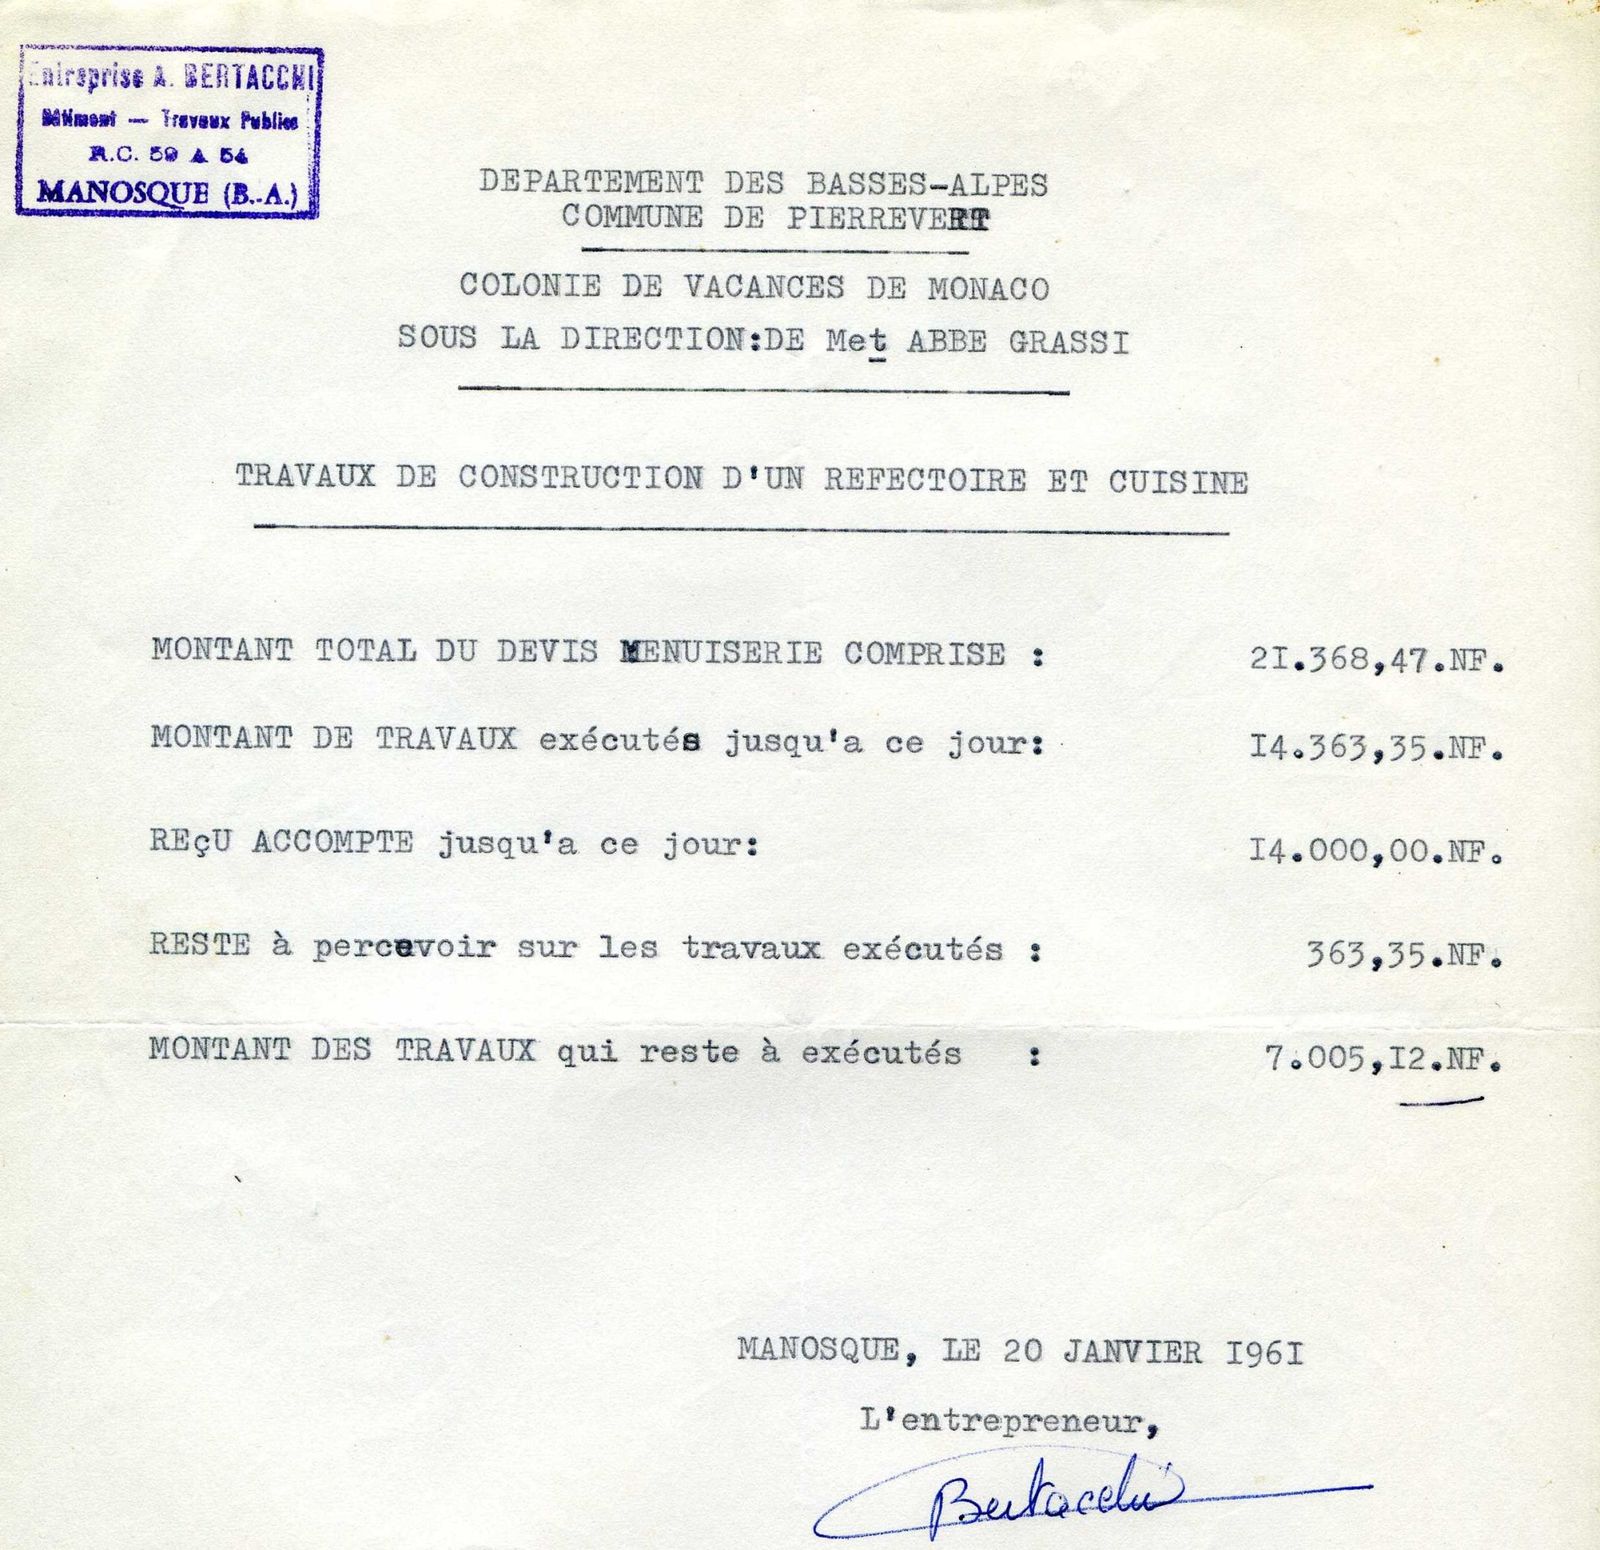 Entreprise A. BERTACCHI
Bâtiment — Travaux Publics
R.C. 59 A 54
MANOSQUE (B.-A.)
DEPARTEMENT DES BASSES-ALPES
COMMUNE DE PIERREVERT
COLONIE DE VACANCES DE MONACO
SOUS LA DIRECTION:DE Met ABBE GRASSI
TRAVAUX DE CONSTRUCTION D'UN REFECTOIRE ET CUISINE
MONTANT TOTAL DU DEVIS MENUISERIE COMPRISE : 2I.368,47.NF.
MONTANT DE TRAVAUX exécutés jusqu'a ce jour: I4.363,35.NF.
REçU ACCOMPTE jusqu'a ce jour: I4.000,00.NF.
RESTE à percevoir sur les travaux exécutés : 363,35.NF.
MONTANT DES TRAVAUX qui reste à exécutés : 7.005,I2.NF.
MANOSQUE, LE 20 JANVIER I96I
L'entrepreneur,
Bertacchi